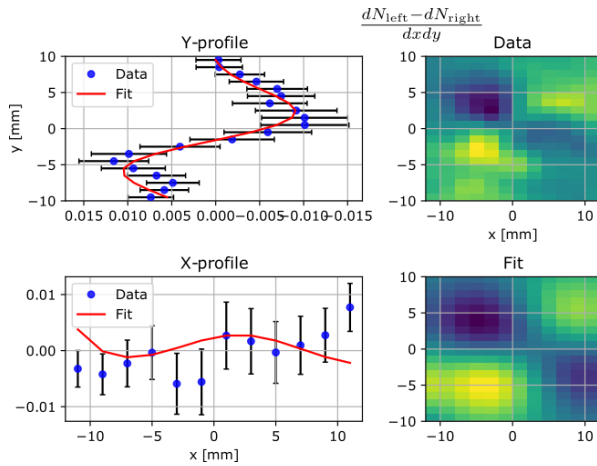 dN_left − dN_right / dxdy
Y-profile
Data
10
5
0
−5
−10
y [mm]
Data
Fit
0.015 0.010 0.005 0.000 −0.005 −0.010 −0.015
10
5
0
−5
−10
−10 0 10
x [mm]
X-profile
Fit
0.01
0.00
−0.01
Data
Fit
−10 −5 0 5 10
x [mm]
10
5
0
−5
−10
−10 0 10
x [mm]